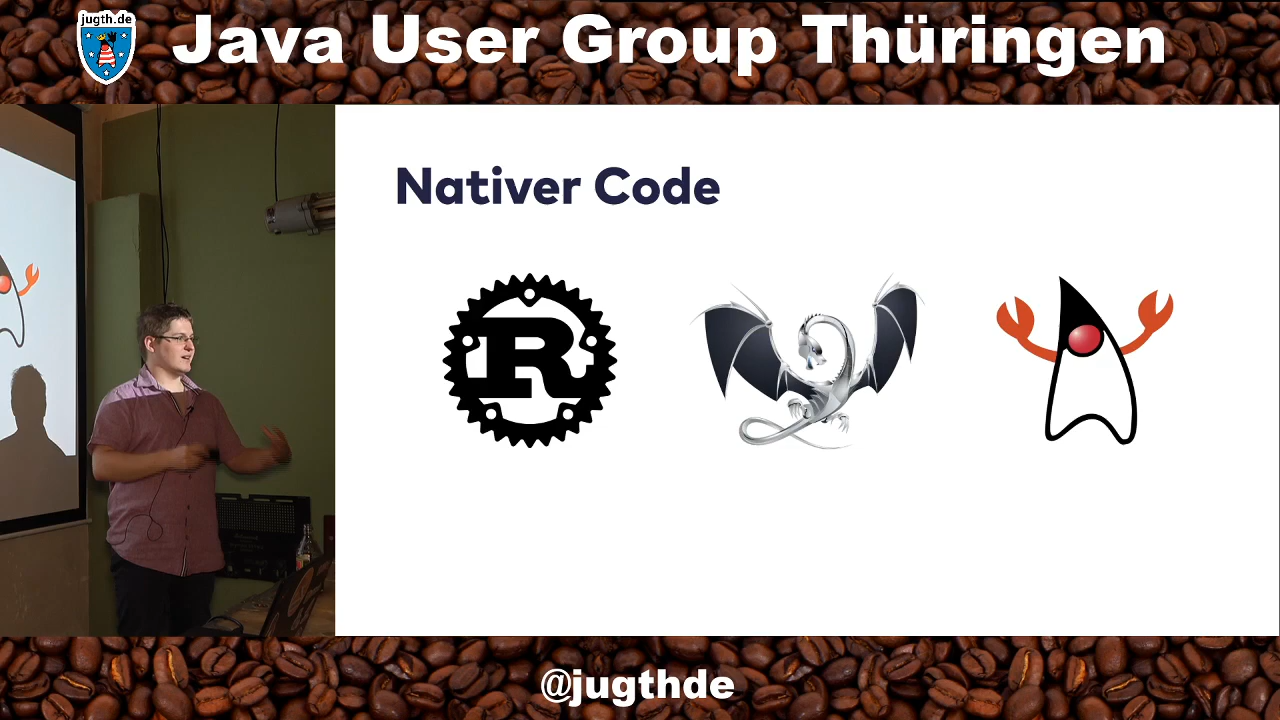 jugth.de
Java User Group Thüringen
Nativer Code
R
@jugthde